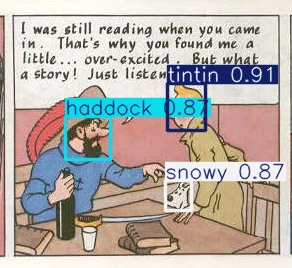 I was still reading when you came
in. That's why you found me a
little... over-excited. But what
a story! Just listen
tintin 0.91
haddock 0.87
snowy 0.87